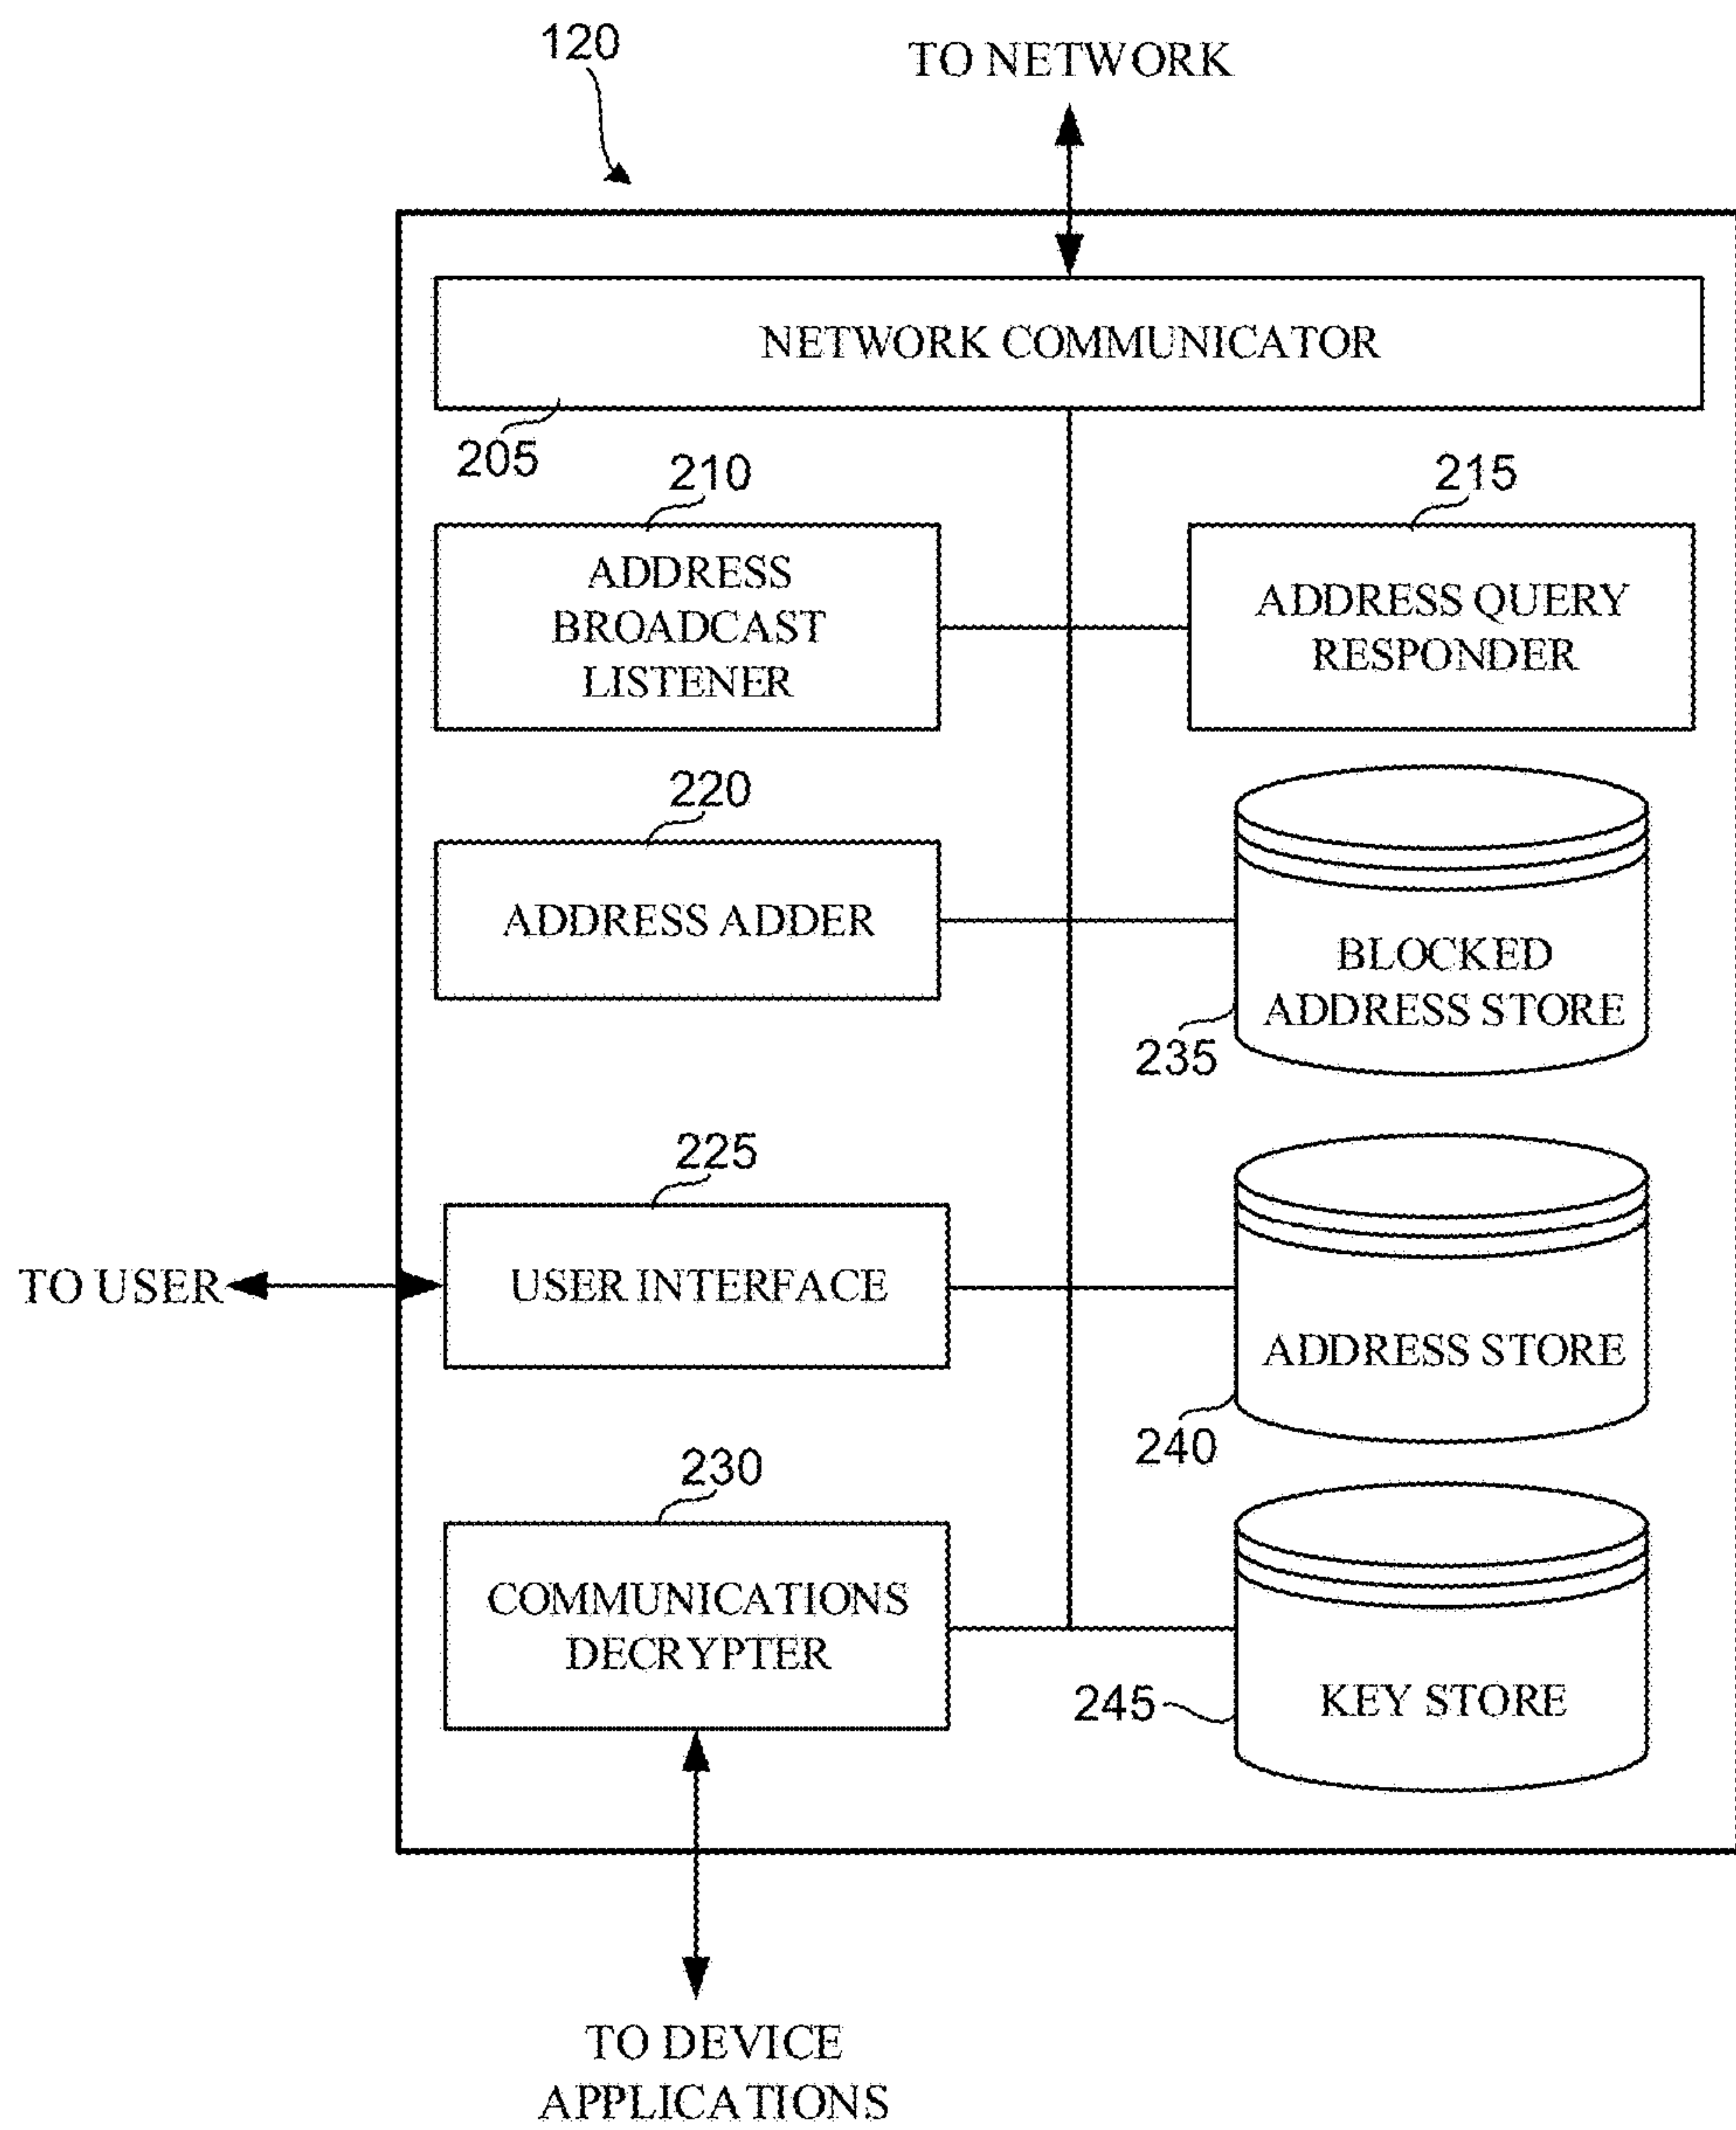 120
TO NETWORK
NETWORK COMMUNICATOR
205
210
215
ADDRESS
BROADCAST
LISTENER
ADDRESS QUERY
RESPONDER
220
ADDRESS ADDER
BLOCKED
ADDRESS STORE
235
225
TO USER
USER INTERFACE
ADDRESS STORE
240
230
COMMUNICATIONS
DECRYPTER
245
KEY STORE
TO DEVICE
APPLICATIONS